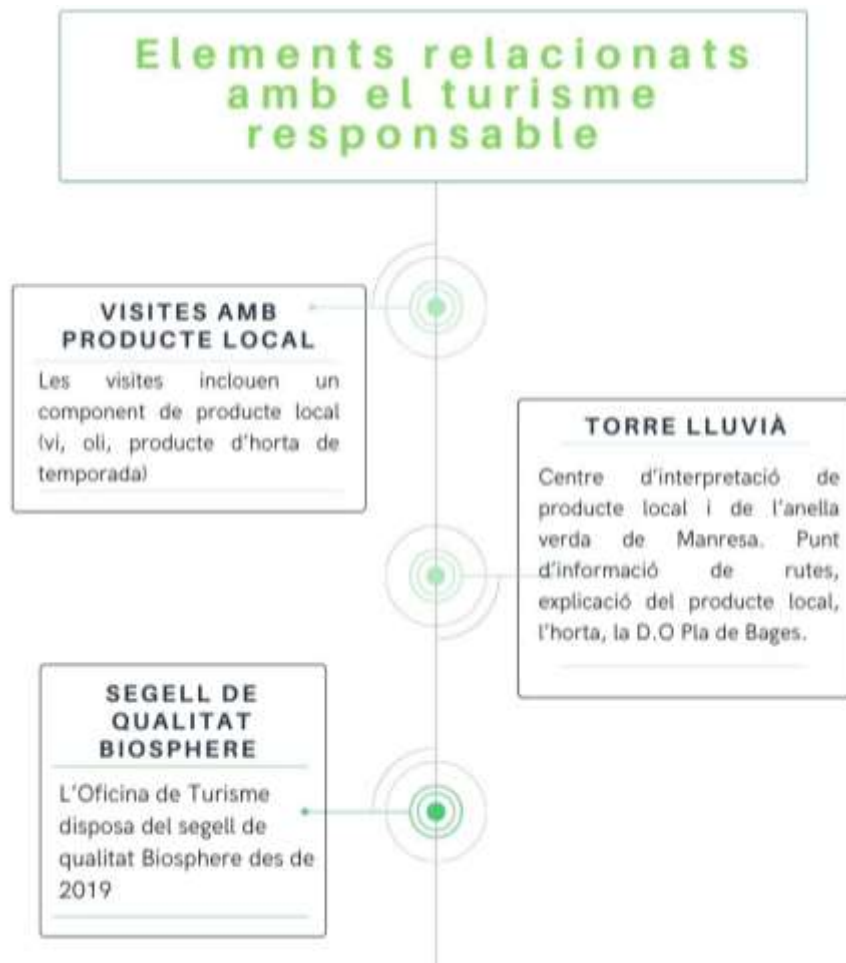 Elements relacionats
amb el turisme
responsable
VISITES AMB
PRODUCTE LOCAL
Les visites inclouen un
component de producte local
(vi, oli, producte d'horta de
temporada)
TORRE LLUVIÀ
Centre d'interpretació de
producte local i de l'anella
verda de Manresa. Punt
d'informació de rutes,
explicació del producte local,
l'horta, la D.O Pla de Bages.
SEGELL DE
QUALITAT
BIOSPHERE
L'Oficina de Turisme
disposa del segell de
qualitat Biosphere des de
2019